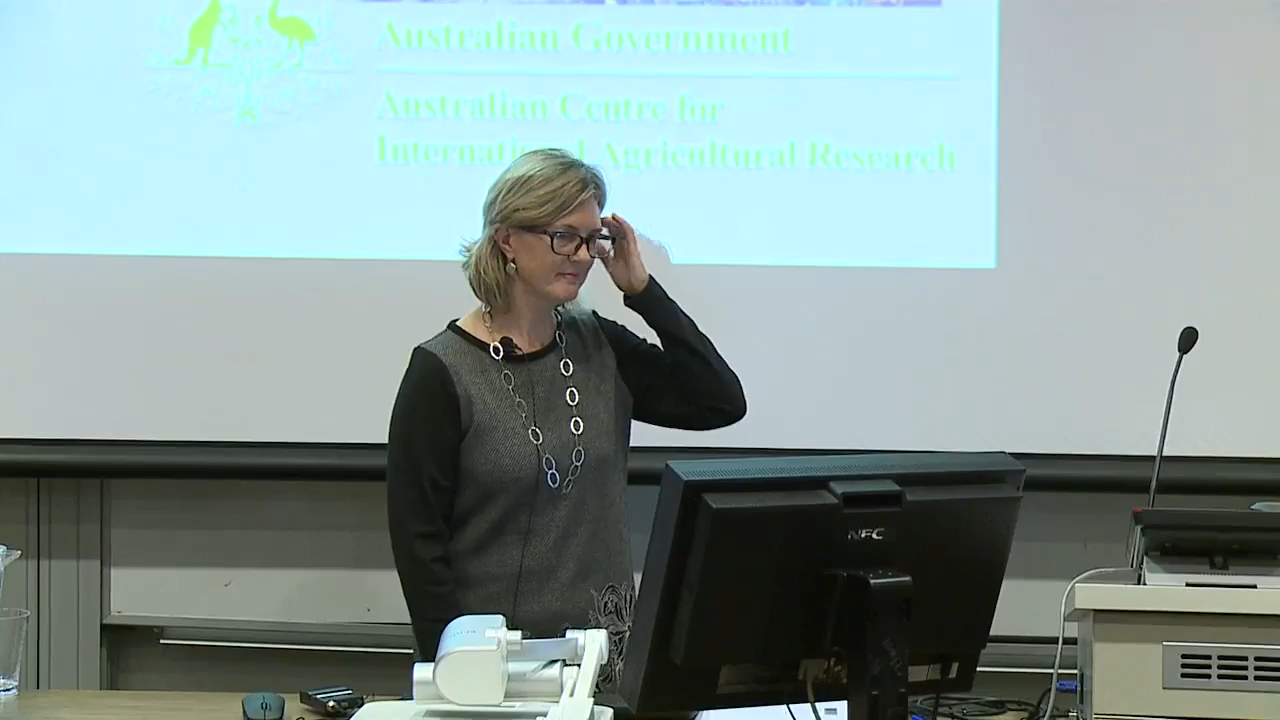 Australian Government
Australian Centre for
International Agricultural Research
NEC